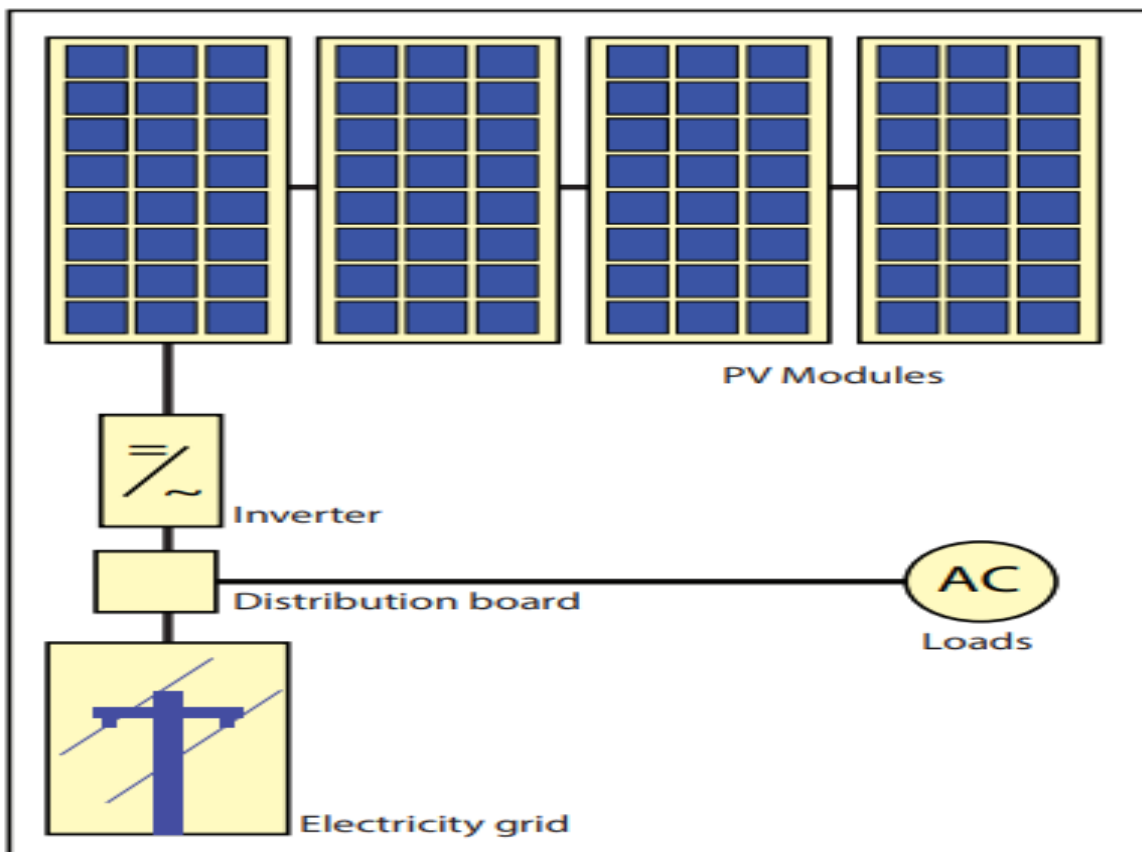 PV Modules
Inverter
Distribution board
AC
Loads
Electricity grid